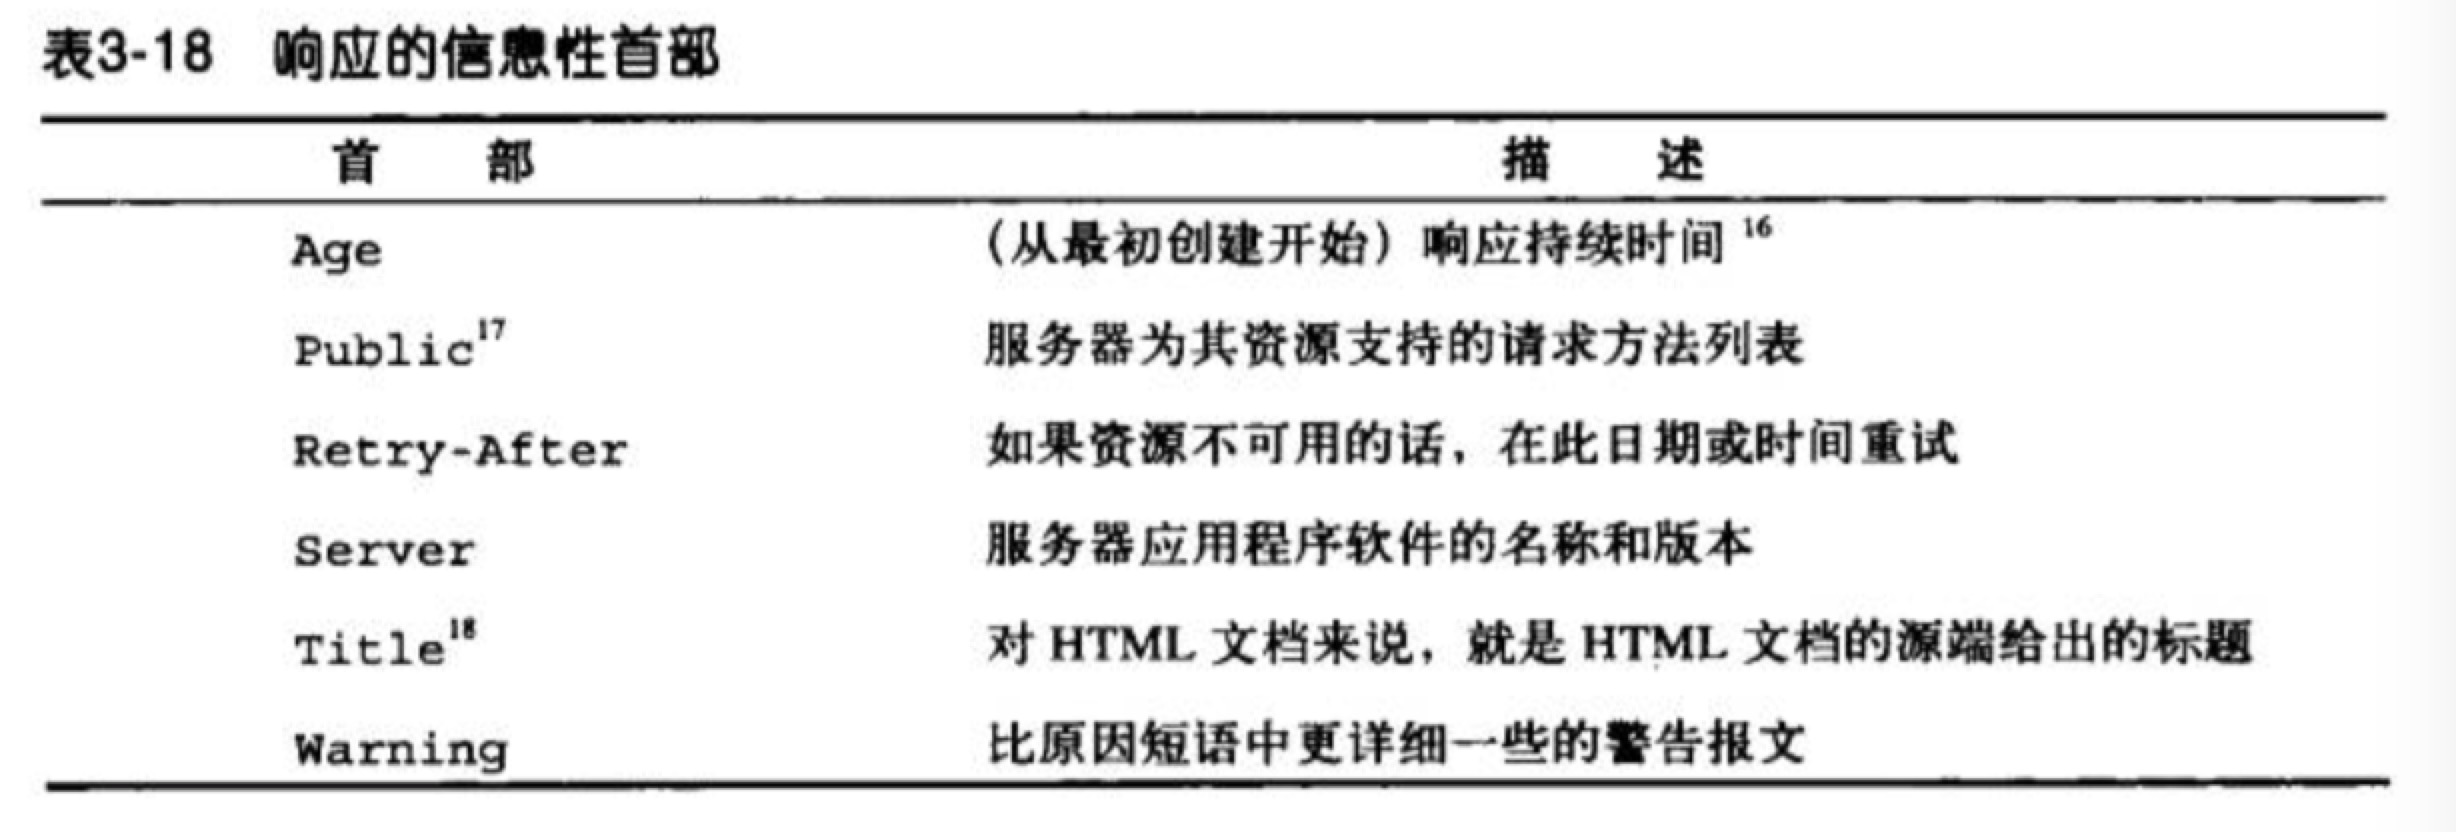 表3-18 响应的信息性首部
首 部 描 述
Age (从最初创建开始) 响应持续时间 16
Public17 服务器为其资源支持的请求方法列表
Retry-After 如果资源不可用的话，在此日期或时间重试
Server 服务器应用程序软件的名称和版本
Title18 对 HTML 文档来说，就是 HTML 文档的源端给出的标题
Warning 比原因短语中更详细一些的警告报文